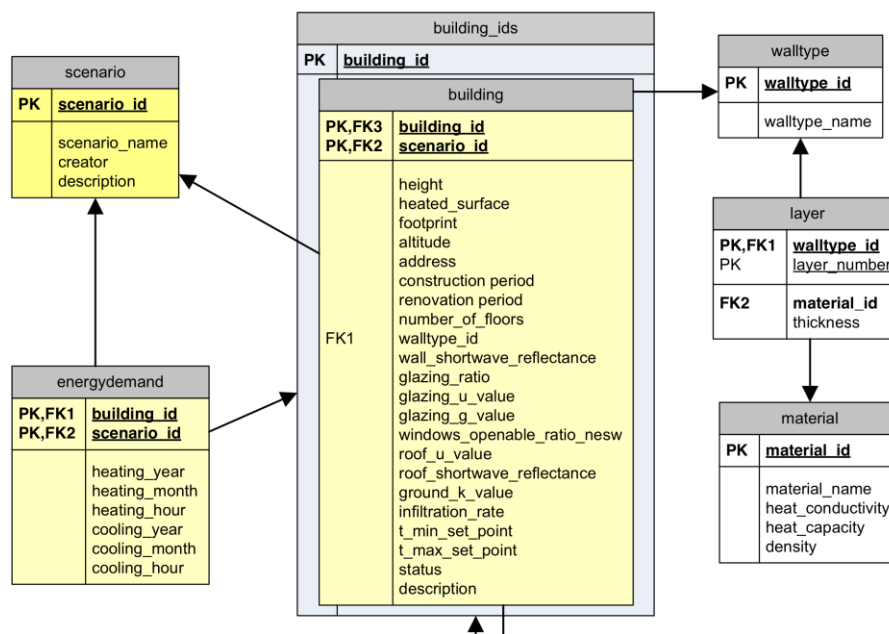 building_ids
PK building_id
scenario
PK scenario_id
scenario_name
creator
description
building
PK,FK3 building_id
PK,FK2 scenario_id
height
heated_surface
footprint
altitude
address
construction period
renovation period
number_of_floors
FK1 walltype_id
wall_shortwave_reflectance
glazing_ratio
glazing_u_value
glazing_g_value
windows_openable_ratio_nesw
roof_u_value
roof_shortwave_reflectance
ground_k_value
infiltration_rate
t_min_set_point
t_max_set_point
status
description
energydemand
PK,FK1 building_id
PK,FK2 scenario_id
heating_year
heating_month
heating_hour
cooling_year
cooling_month
cooling_hour
walltype
PK walltype_id
walltype_name
layer
PK,FK1 walltype_id
PK layer_number
FK2 material_id
thickness
material
PK material_id
material_name
heat_conductivity
heat_capacity
density